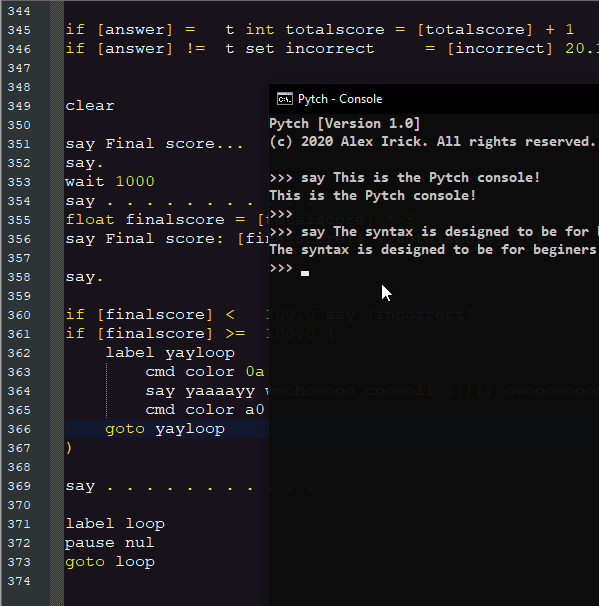 344
345 if [answer] = t int totalscore = [totalscore] + 1
346 if [answer] != t set incorrect = [incorrect] 20.
347
348
349 clear
350
351 say Final score...
352 say.
353 wait 1000
354 say . . . . . . . .
355 float finalscore = [totalscore] * 5
356 say Final score: [fin
357
358 say.
359
360 if [finalscore] < 100.0 say [incorrect]
361 if [finalscore] >= 100.0 (
362 label yayloop
363 cmd color 0a
364 say yaaaayy woohooooo cooooll :)))) owoooooooo
365 cmd color a0
366 goto yayloop
367 )
368
369 say . . . . . . . . . . .
370
371 label loop
372 pause nul
373 goto loop
374
Pytch - Console
Pytch [Version 1.0]
(c) 2020 Alex Irick. All rights reserved.
>>> say This is the Pytch console!
This is the Pytch console!
>>>
>>> say The syntax is designed to be for
The syntax is designed to be for beginers
>>>